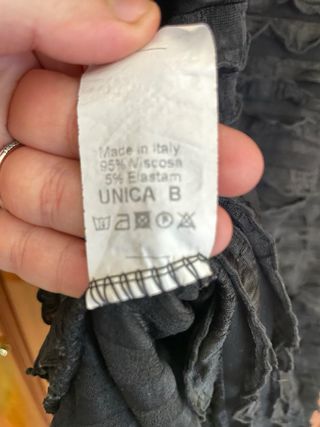 Made in Italy
95% Viscosa
5% Elastam
UNICA B